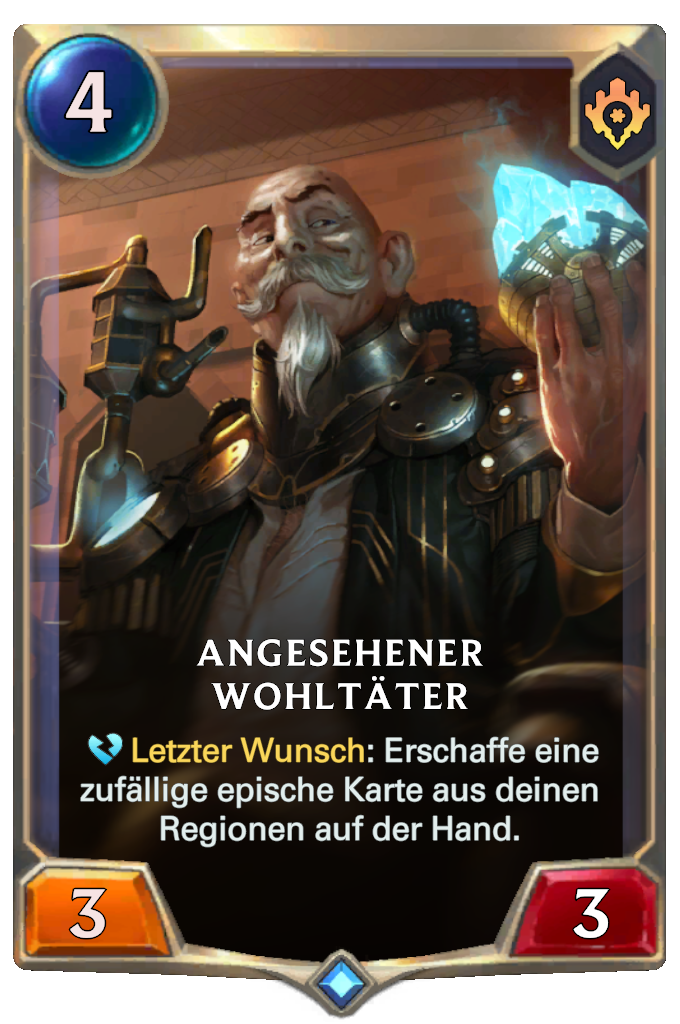 4
ANGESEHENER
WOHLTÄTER
Letzter Wunsch: Erschaffe eine
zufällige epische Karte aus deinen
Regionen auf der Hand.
3
3